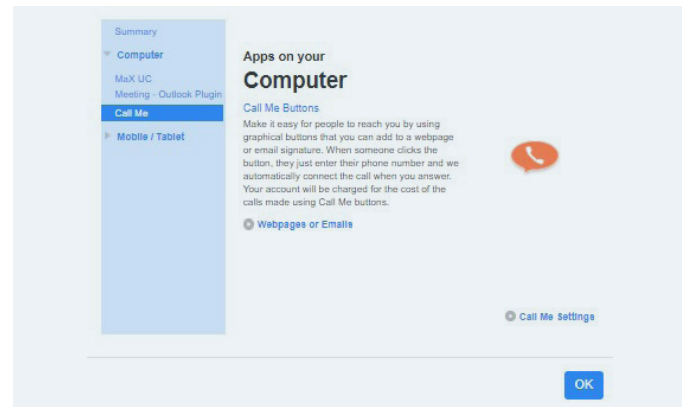 Summary
Computer
MaX UC
Meeting - Outlook Plugin
Call Me
Mobile / Tablet
Apps on your
Computer
Call Me Buttons
Make it easy for people to reach you by using
graphical buttons that you can add to a webpage
or email signature. When someone clicks the
button, they just enter their phone number and we
automatically connect the call when you answer.
Your account will be charged for the cost of the
calls made using Call Me buttons.
Webpages or Emails
Call Me Settings
OK